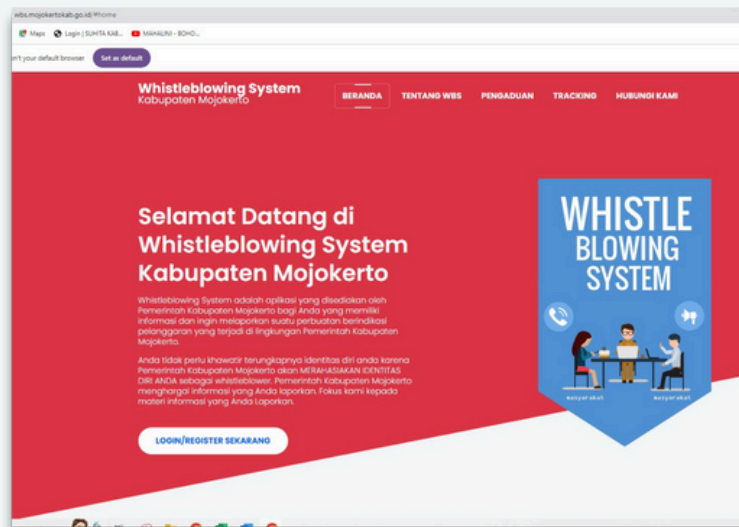 wbs.mojokertokab.go.id/#home
Maps Login | SUHITA KAB... MAHALINI - BOHO...
n't your default browser Set as default
Whistleblowing System
Kabupaten Mojokerto
BERANDA TENTANG WBS PENGADUAN TRACKING HUBUNGI KAMI
Selamat Datang di
Whistleblowing System
Kabupaten Mojokerto
Whistleblowing System adalah aplikasi yang disediakan oleh
Pemerintah Kabupaten Mojokerto bagi Anda yang memiliki
informasi dan ingin melaporkan suatu perbuatan berindikasi
pelanggaran yang terjadi di lingkungan Pemerintah Kabupaten
Mojokerto.
Anda tidak perlu khawatir terungkapnya identitas diri anda karena
Pemerintah Kabupaten Mojokerto akan MERAHASIAKAN IDENTITAS
DIRI ANDA sebagai whistleblower. Pemerintah Kabupaten Mojokerto
menghargai informasi yang Anda laporkan. Fokus kami kepada
materi informasi yang Anda Laporkan.
LOGIN/REGISTER SEKARANG
WHISTLE
BLOWING
SYSTEM
masyarakat masyarakat